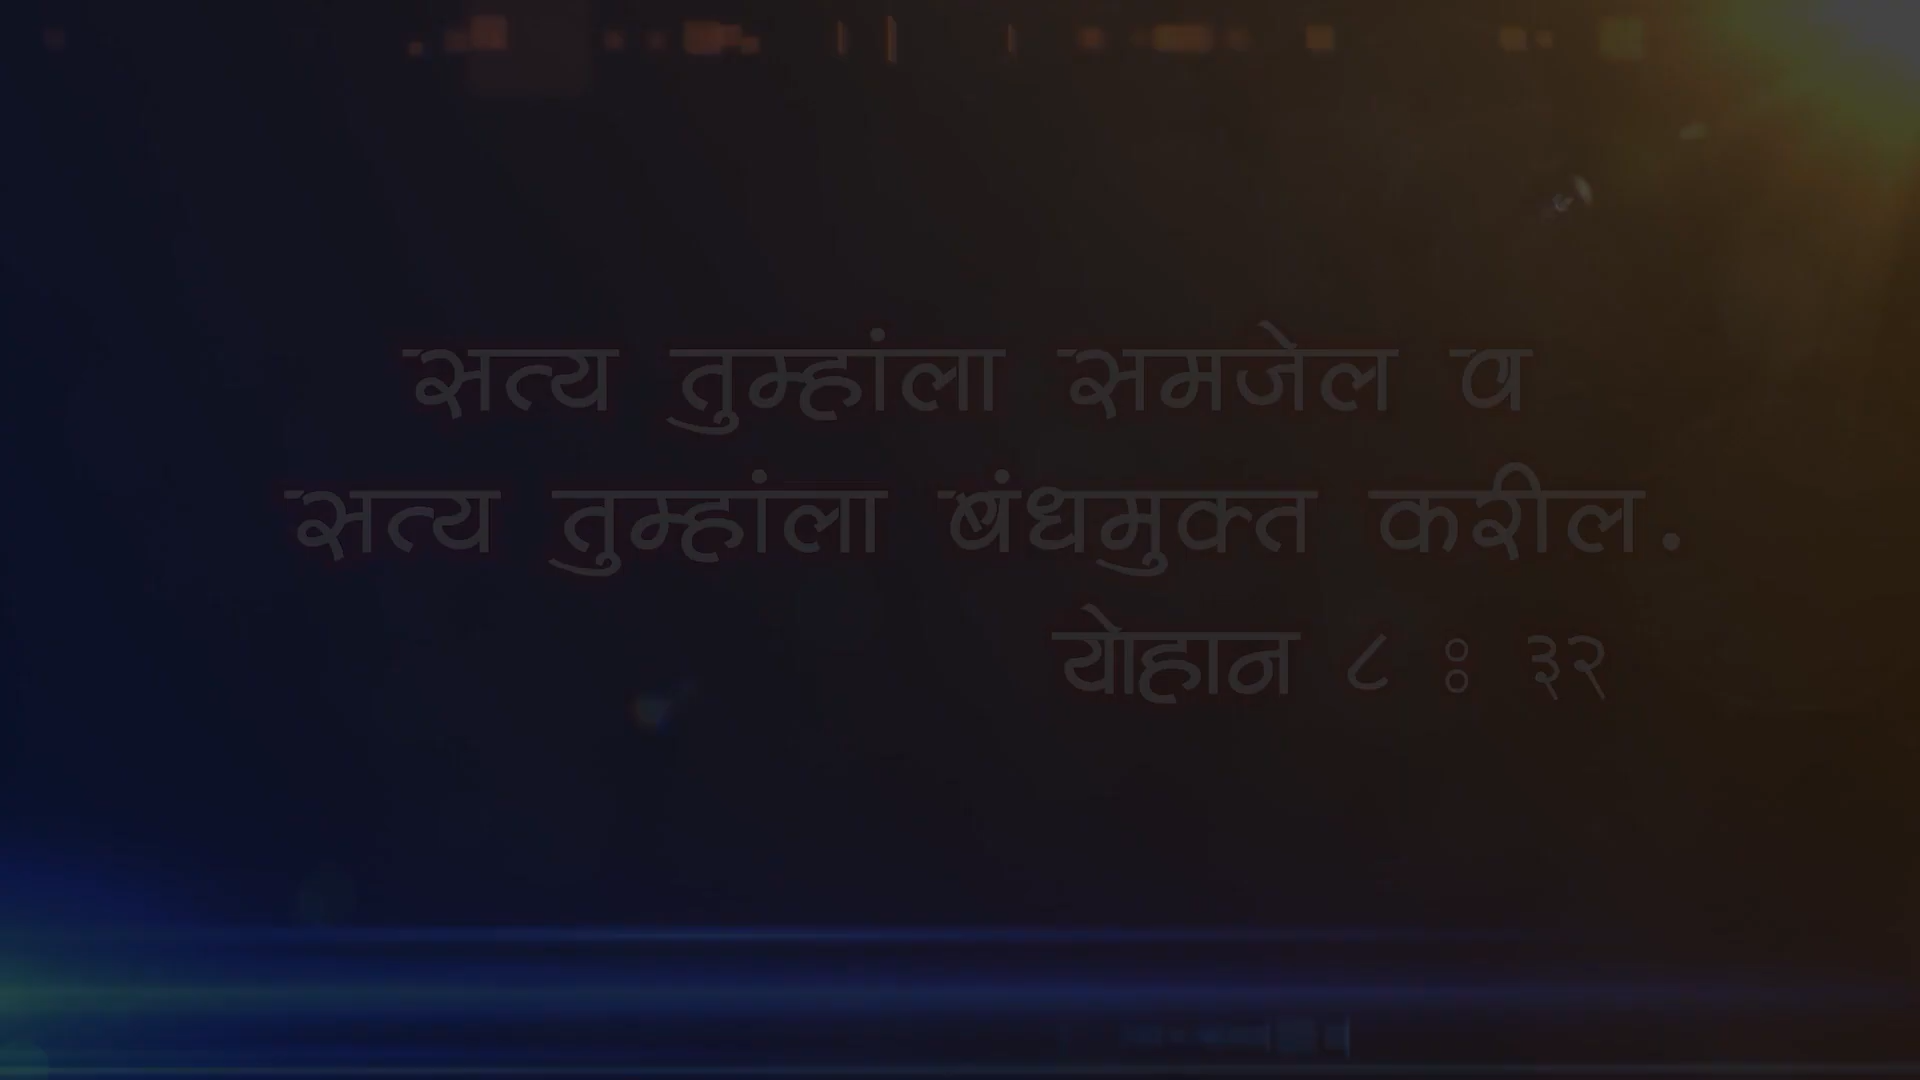 सत्य तुम्हांला समजेल व
सत्य तुम्हांला बंधमुक्त करील.
योहान ८ : ३२